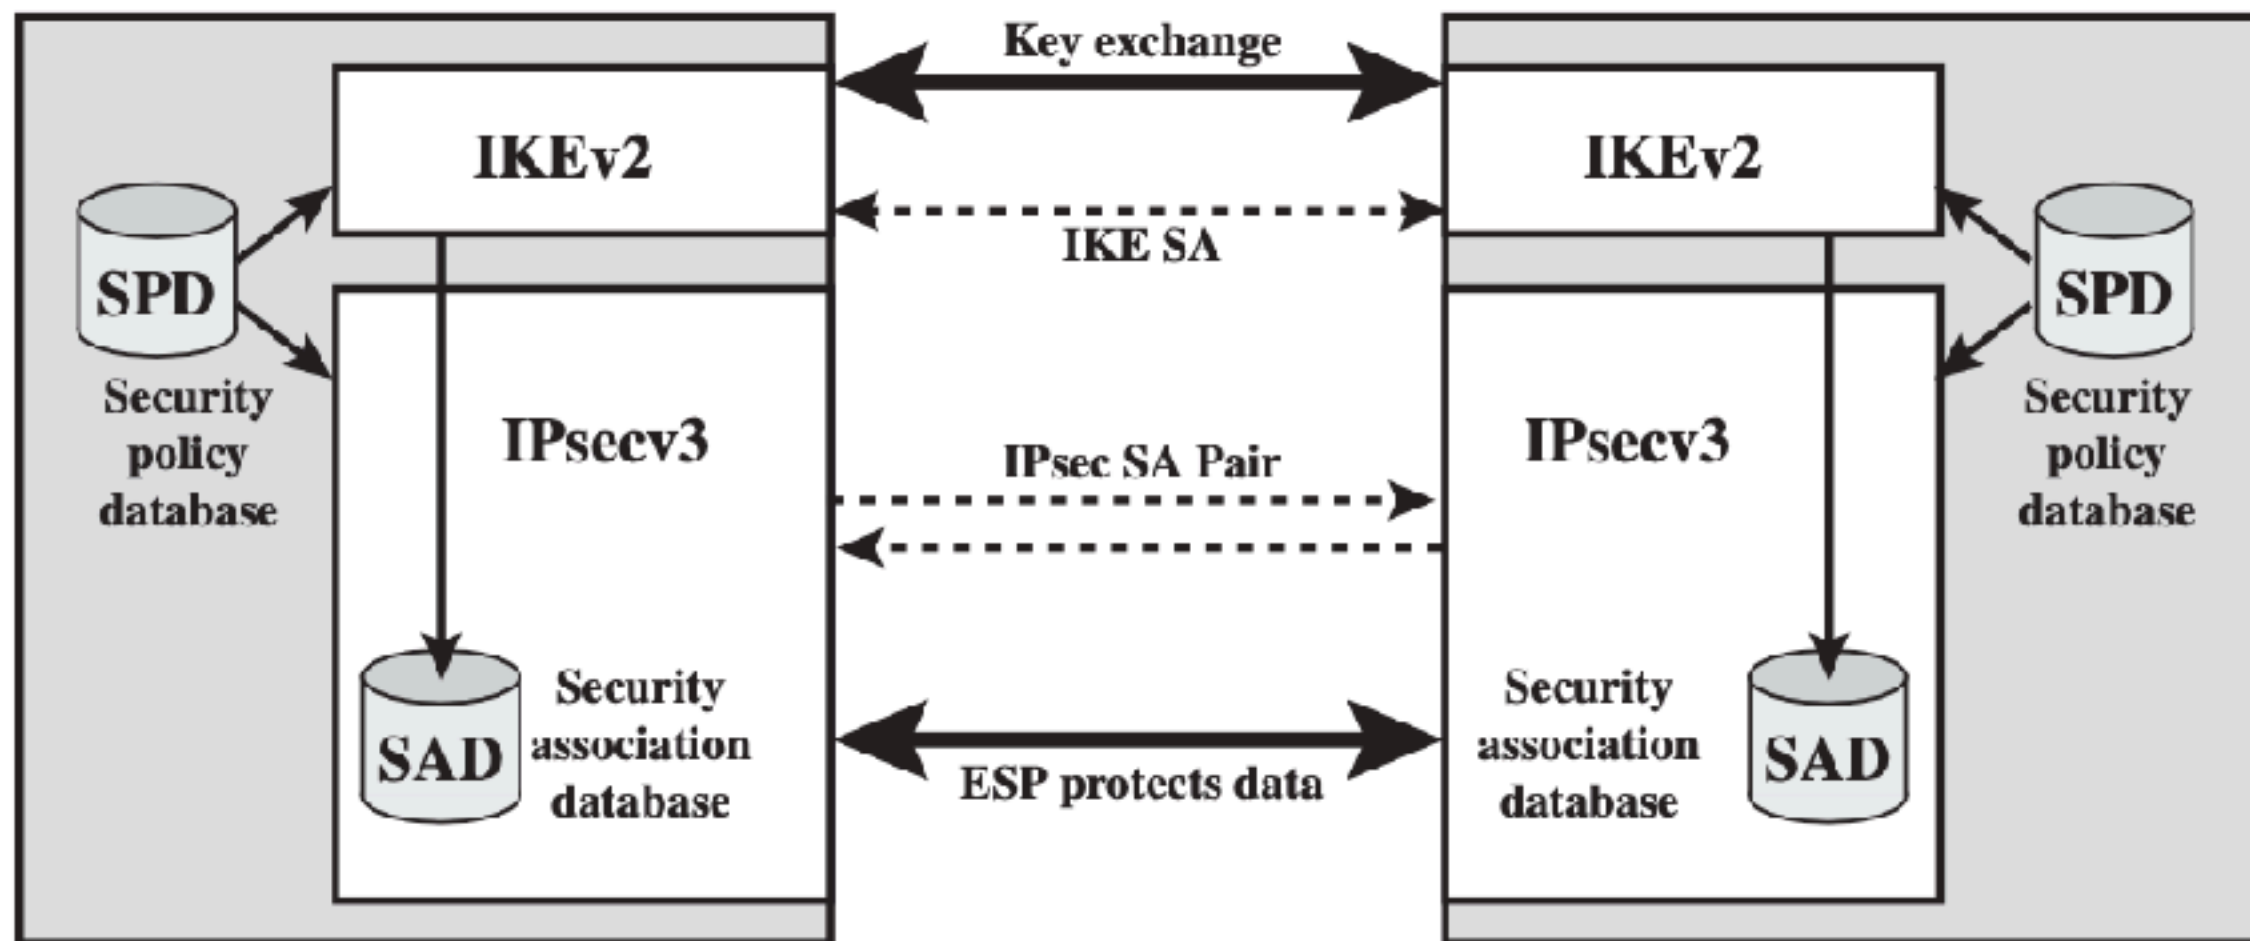 Key exchange
IKEv2
IKEv2
IKE SA
SPD
SPD
Security
policy
database
Security
policy
database
IPsecv3
IPsecv3
IPsec SA Pair
SAD
Security
association
database
Security
association
database
SAD
ESP protects data